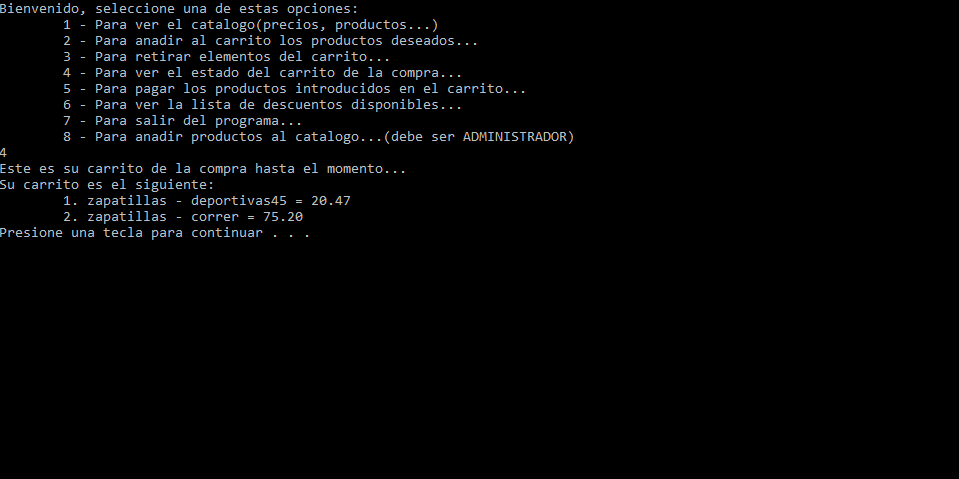 Bienvenido, seleccione una de estas opciones:
1 - Para ver el catalogo(precios, productos...)
2 - Para anadir al carrito los productos deseados...
3 - Para retirar elementos del carrito...
4 - Para ver el estado del carrito de la compra...
5 - Para pagar los productos introducidos en el carrito...
6 - Para ver la lista de descuentos disponibles...
7 - Para salir del programa...
8 - Para anadir productos al catalogo...(debe ser ADMINISTRADOR)
4
Este es su carrito de la compra hasta el momento...
Su carrito es el siguiente:
1. zapatillas - deportivas45 = 20.47
2. zapatillas - correr = 75.20
Presione una tecla para continuar . . .